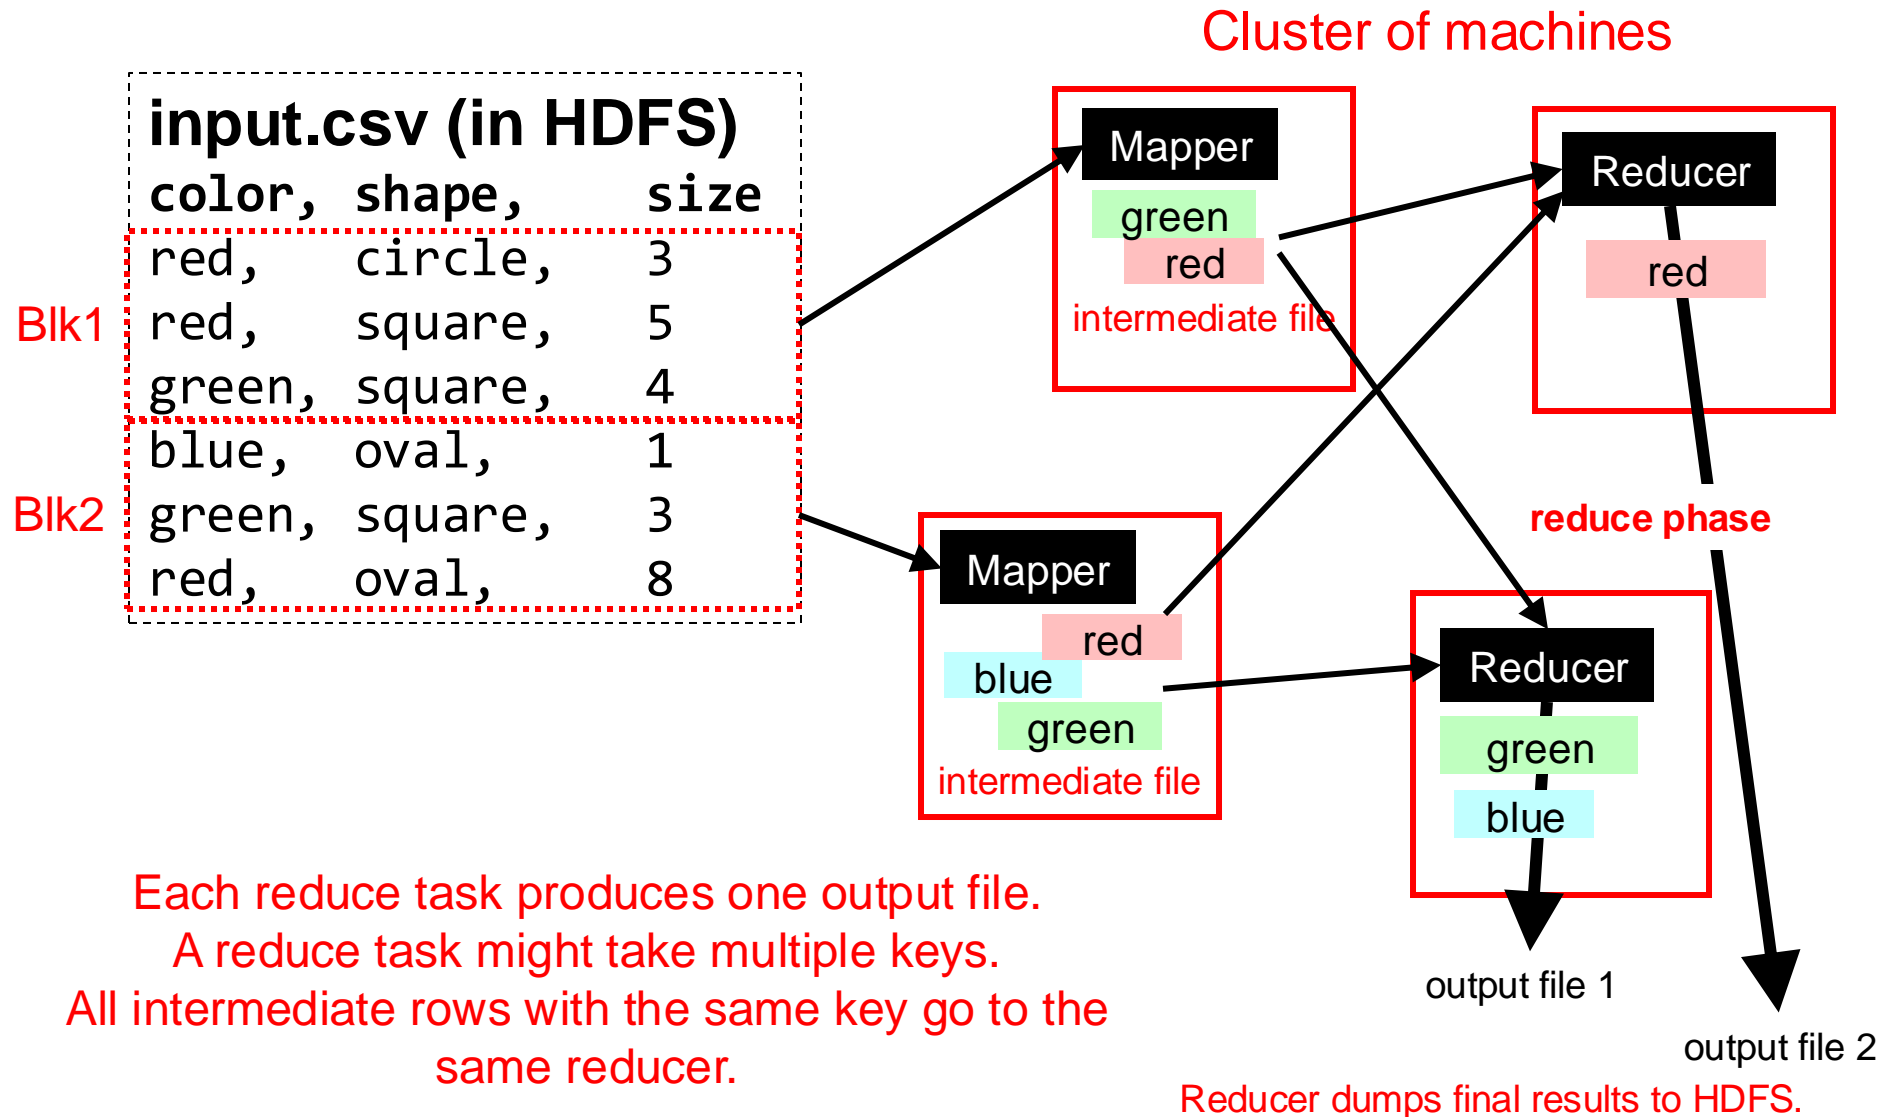 Cluster of machines
input.csv (in HDFS)
color, shape, size
red, circle, 3
red, square, 5
green, square, 4
blue, oval, 1
green, square, 3
red, oval, 8
Blk1
Blk2
Mapper
green
red
intermediate file
Mapper
red
blue
green
intermediate file
Reducer
red
reduce phase
Reducer
green
blue
output file 1
output file 2
Each reduce task produces one output file.
A reduce task might take multiple keys.
All intermediate rows with the same key go to the
same reducer.
Reducer dumps final results to HDFS.